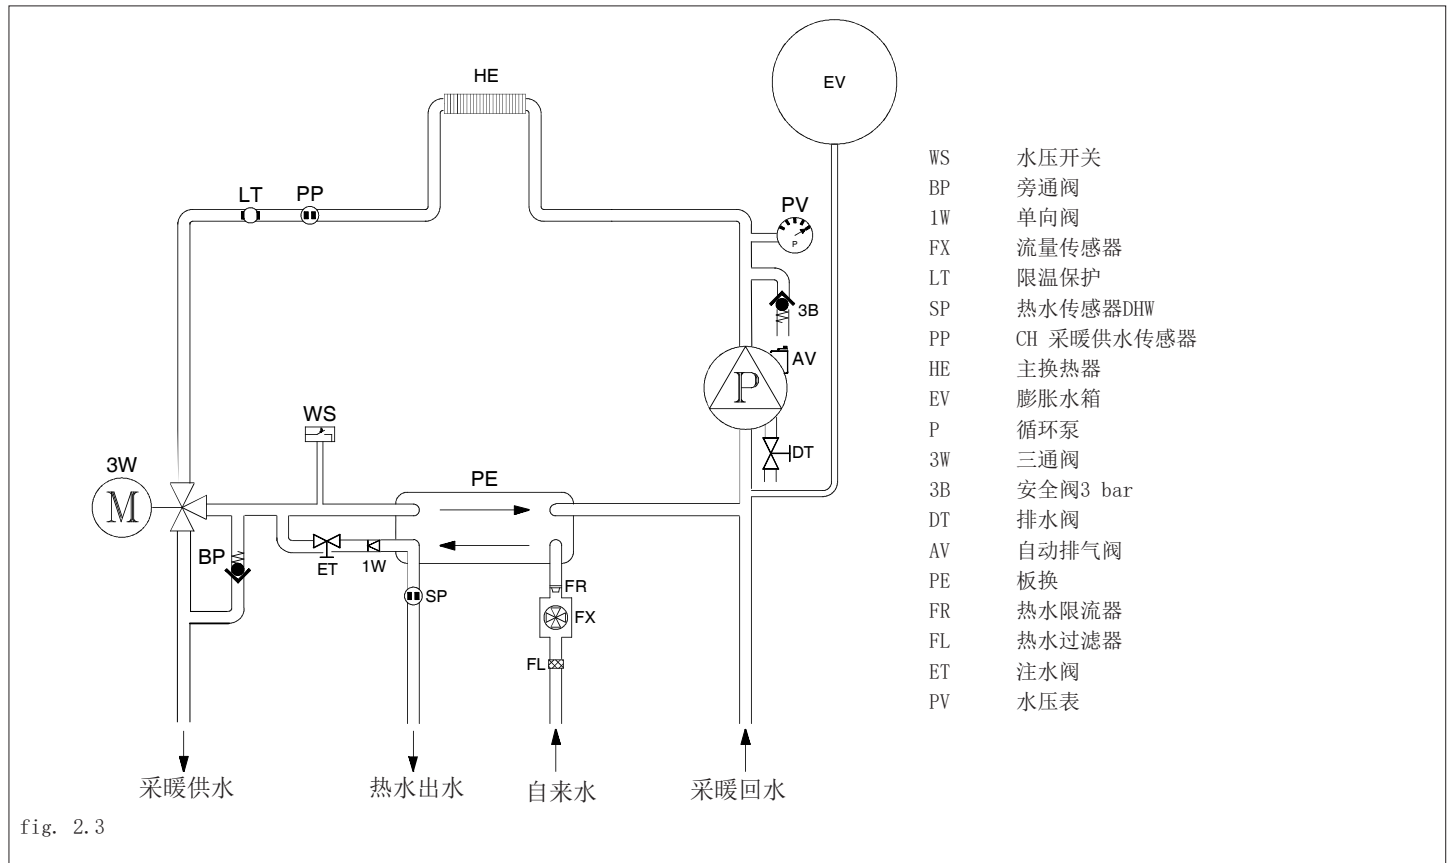 HE
EV
LT
PP
PV
P
3B
AV
P
WS
DT
3W
M
PE
BP
ET
1W
SP
FR
FX
FL
采暖供水
热水出水
自来水
采暖回水
WS 水压开关
BP 旁通阀
1W 单向阀
FX 流量传感器
LT 限温保护
SP 热水传感器DHW
PP CH 采暖供水传感器
HE 主换热器
EV 膨胀水箱
P 循环泵
3W 三通阀
3B 安全阀3 bar
DT 排水阀
AV 自动排气阀
PE 板换
FR 热水限流器
FL 热水过滤器
ET 注水阀
PV 水压表
fig. 2.3